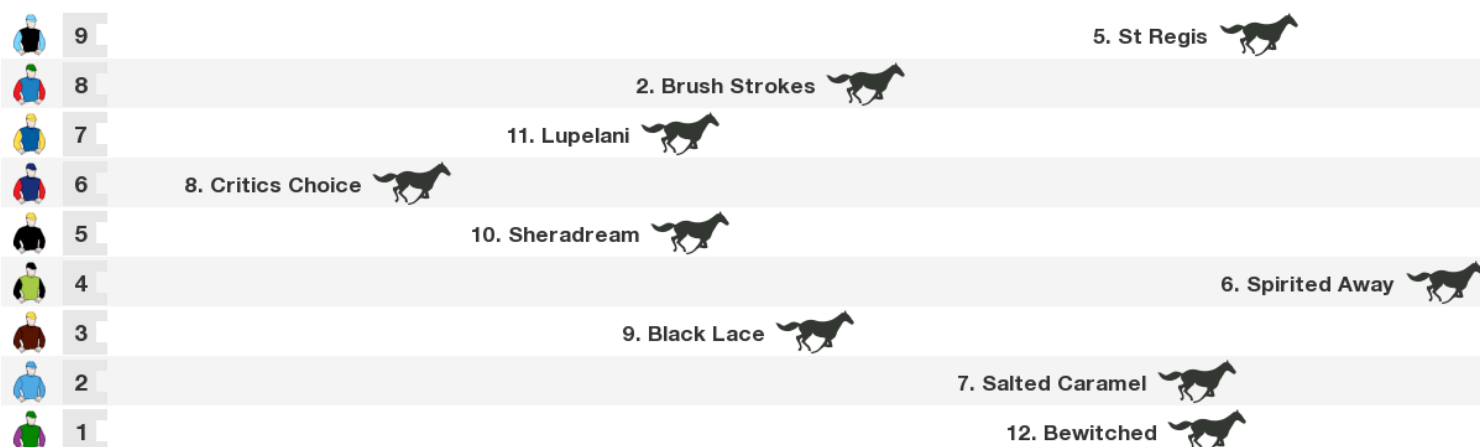 9 5. St Regis
8 2. Brush Strokes
7 11. Lupelani
6 8. Critics Choice
5 10. Sheradream
4 6. Spirited Away
3 9. Black Lace
2 7. Salted Caramel
1 12. Bewitched